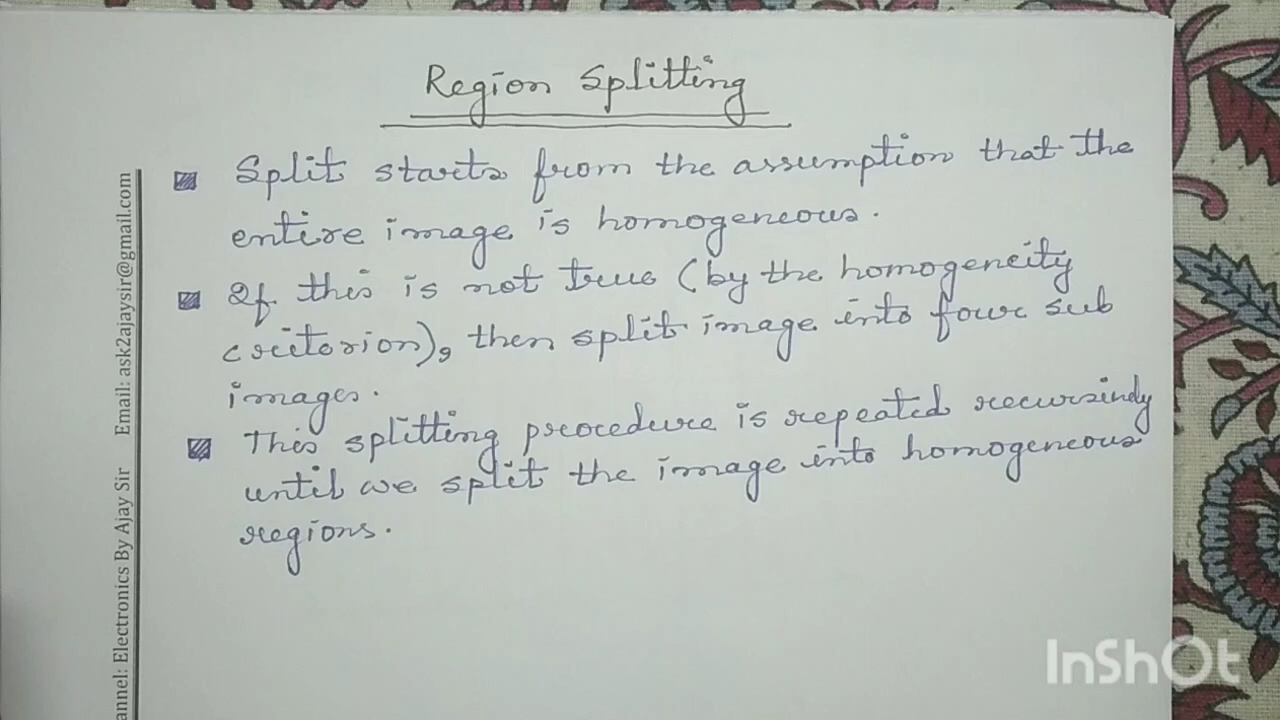 Region Splitting
Split starts from the assumption that the
entire image is homogeneous.
If this is not true (by the homogeneity
criterion), then split image into four sub
images.
This splitting procedure is repeated recursively
until we split the image into homogeneous
regions.
annel: Electronics By Ajay Sir Email: ask2ajaysir@gmail.com
InShOt